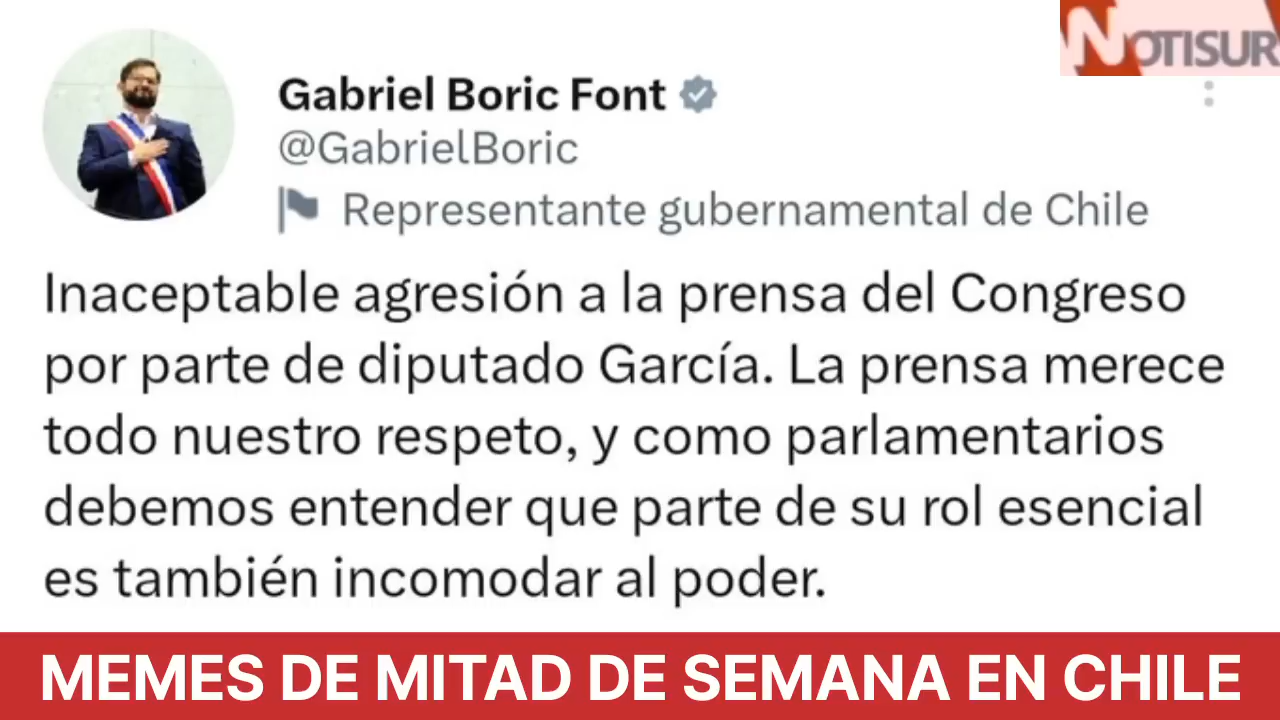 NOTISUR
Gabriel Boric Font
@GabrielBoric
Representante gubernamental de Chile
Inaceptable agresión a la prensa del Congreso
por parte de diputado García. La prensa merece
todo nuestro respeto, y como parlamentarios
debemos entender que parte de su rol esencial
es también incomodar al poder.
MEMES DE MITAD DE SEMANA EN CHILE